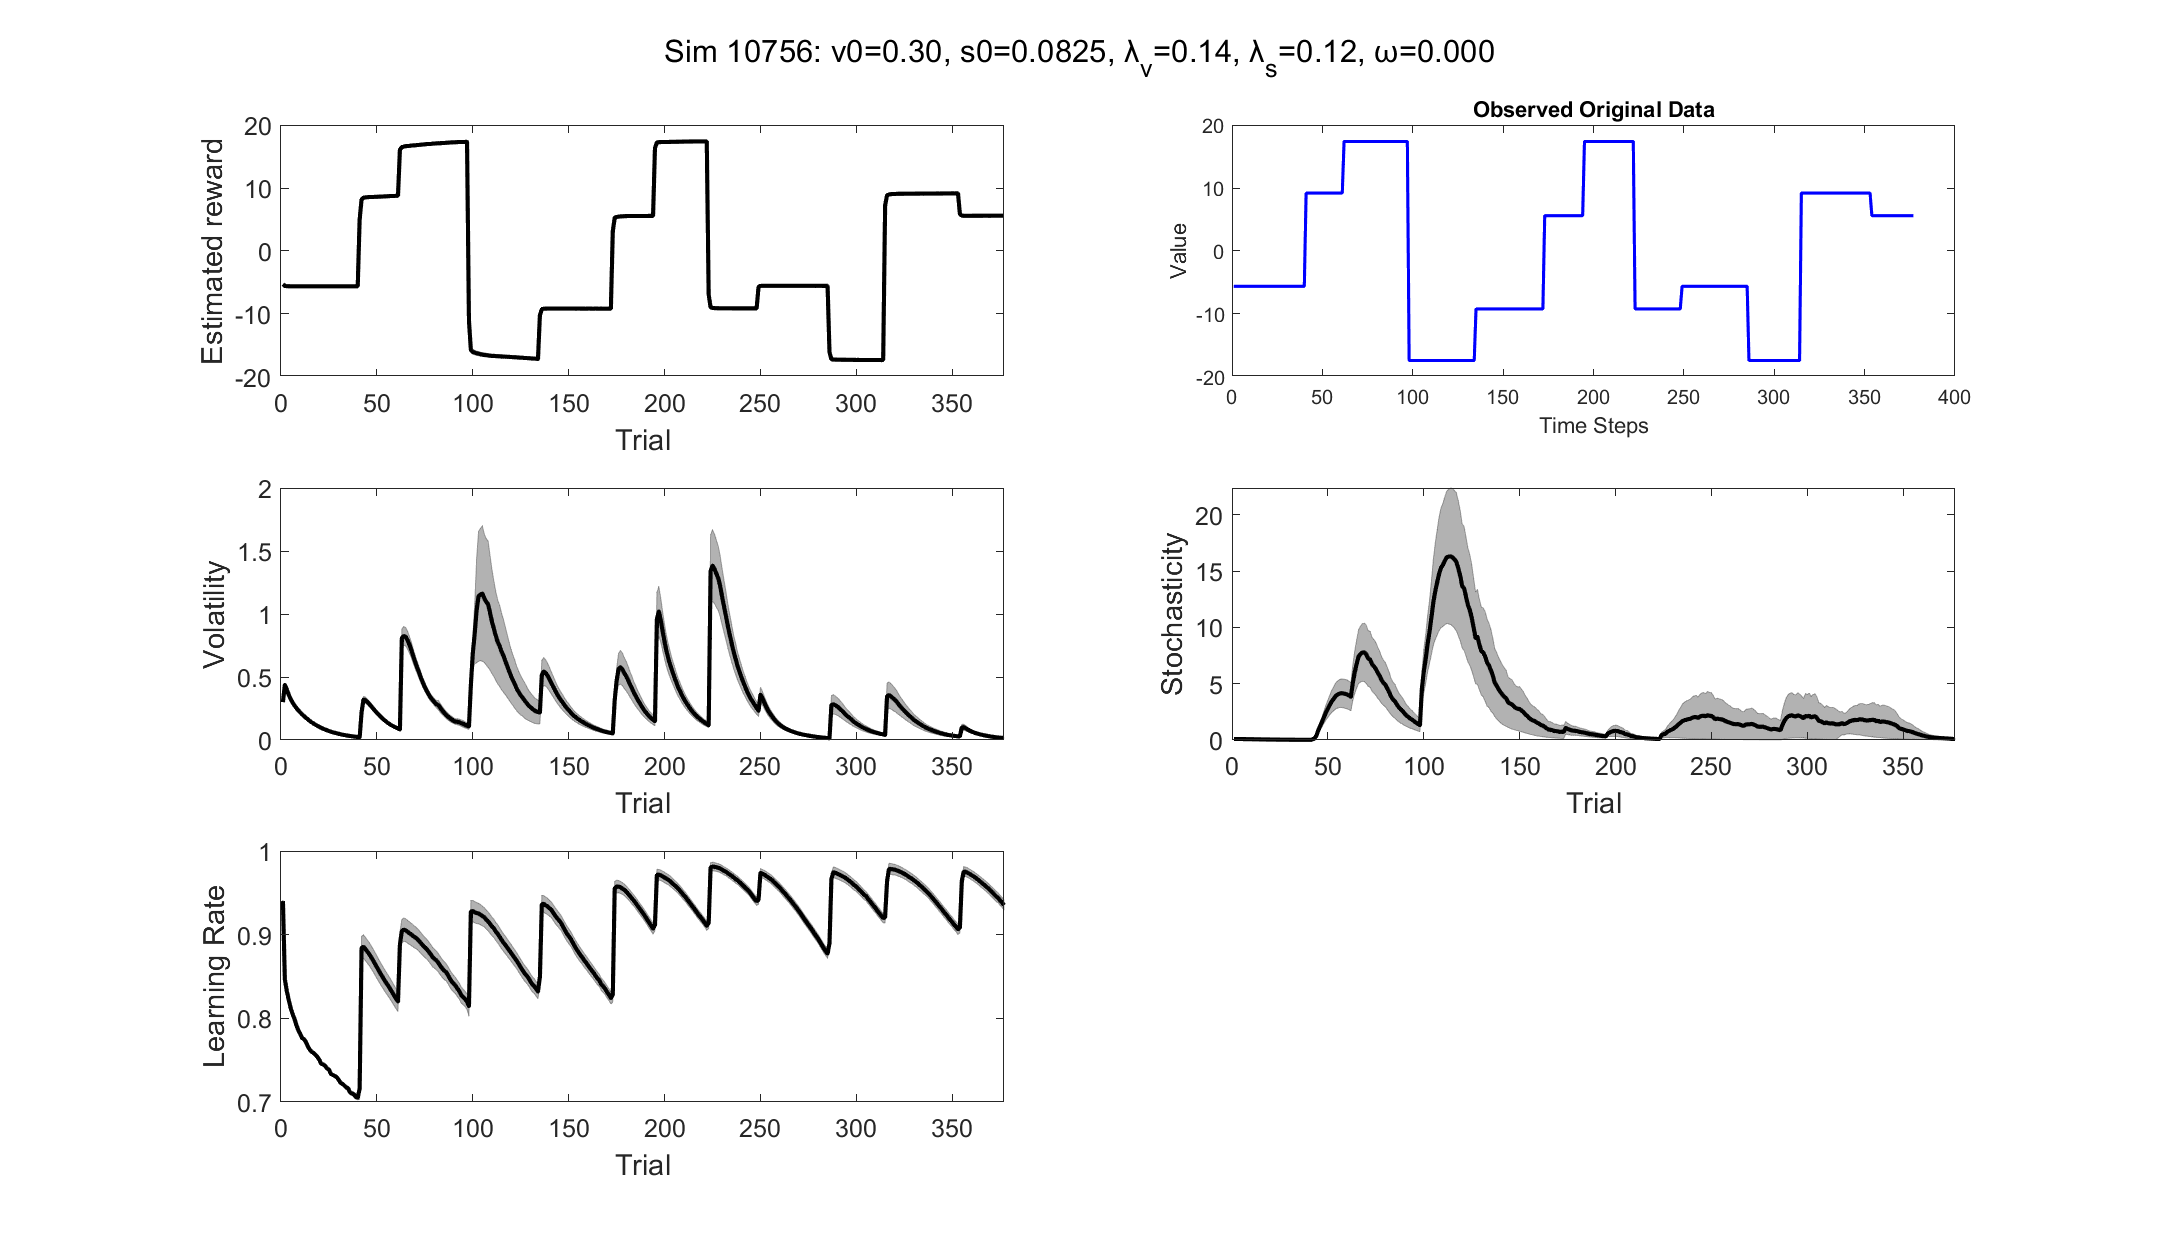 Sim 10756: v0=0.30, s0=0.0825, λv=0.14, λs=0.12, ω=0.000
20
10
0
-10
-20
Estimated reward
0 50 100 150 200 250 300 350
Trial
Observed Original Data
20
10
0
-10
-20
Value
0 50 100 150 200 250 300 350 400
Time Steps
2
1.5
1
0.5
0
Volatility
0 50 100 150 200 250 300 350
Trial
20
15
10
5
0
Stochasticity
0 50 100 150 200 250 300 350
Trial
1
0.9
0.8
0.7
Learning Rate
0 50 100 150 200 250 300 350
Trial